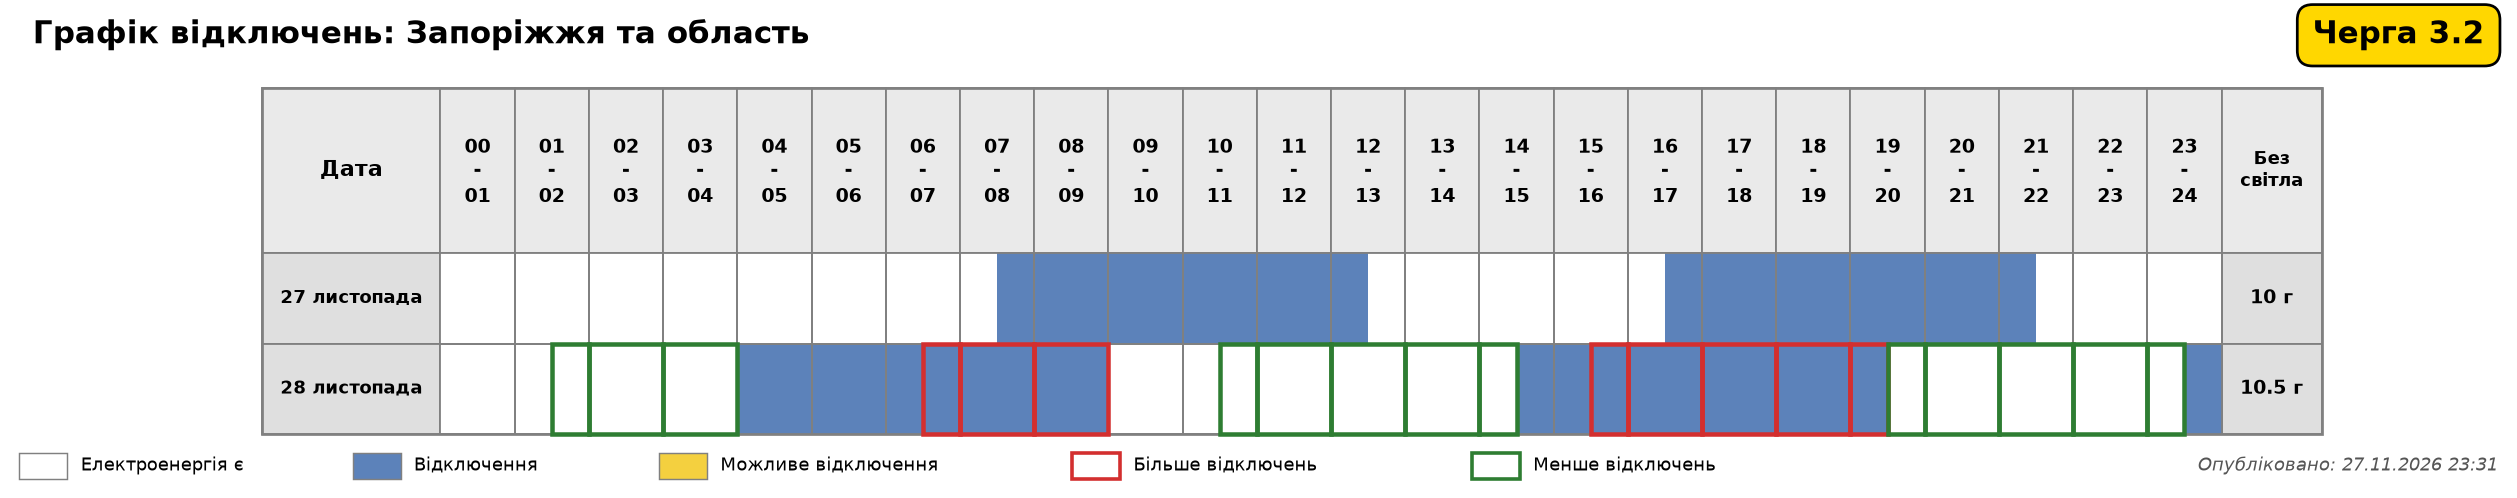 Графік відключень: Запоріжжя та область
Черга 3.2
Дата
00 - 01
01 - 02
02 - 03
03 - 04
04 - 05
05 - 06
06 - 07
07 - 08
08 - 09
09 - 10
10 - 11
11 - 12
12 - 13
13 - 14
14 - 15
15 - 16
16 - 17
17 - 18
18 - 19
19 - 20
20 - 21
21 - 22
22 - 23
23 - 24
Без
світла
27 листопада
10 г
28 листопада
10.5 г
Електроенергія є
Відключення
Можливе відключення
Більше відключень
Менше відключень
Опубліковано: 27.11.2026 23:31